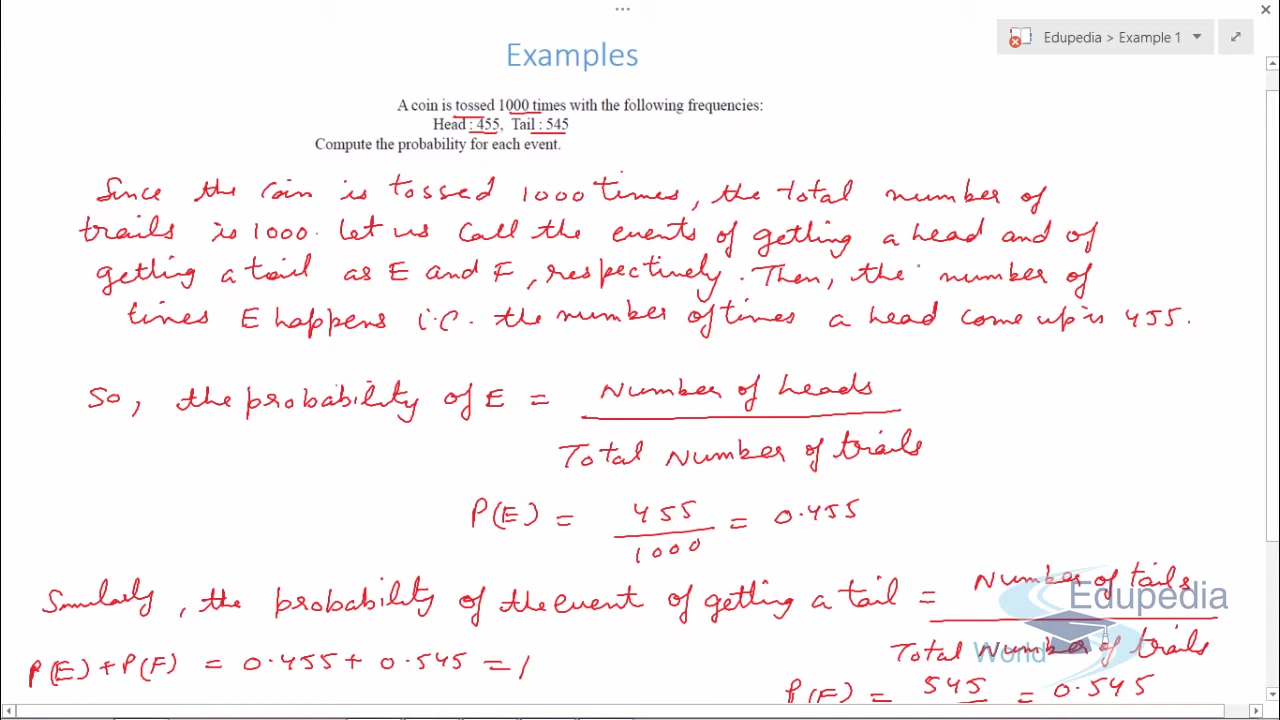 ...
Edupedia > Example 1
Examples
A coin is tossed 1000 times with the following frequencies:
Head : 455, Tail : 545
Compute the probability for each event.
Since the coin is tossed 1000 times, the total number of
trails is 1000. Let us call the events of getting a head and of
getting a tail as E and F, respectively. Then, the number of
times E happens i.e. the number of times a head come up is 455.
So, the probability of E = Number of heads
Total Number of trails
P(E) = 455 = 0.455
1000
Similarly, the probability of the event of getting a tail = Number of tails
Total Number of trails
Edupedia
World
P(E) + P(F) = 0.455 + 0.545 = 1
P(F) = 545 = 0.545